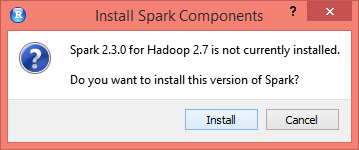 Install Spark Components
Spark 2.3.0 for Hadoop 2.7 is not currently installed.
Do you want to install this version of Spark?
Install
Cancel